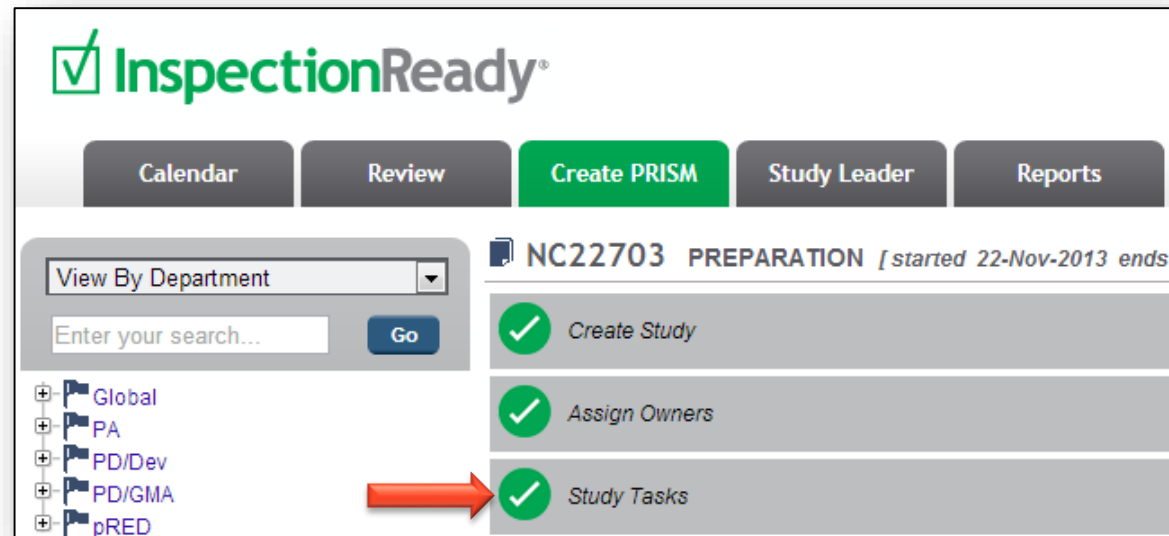 InspectionReady®
Calendar Review Create PRISM Study Leader Reports
NC22703 PREPARATION [ started 22-Nov-2013 ends
View By Department
Create Study
Enter your search... Go
Global
Assign Owners
PA
PD/Dev
PD/GMA
Study Tasks
pRED